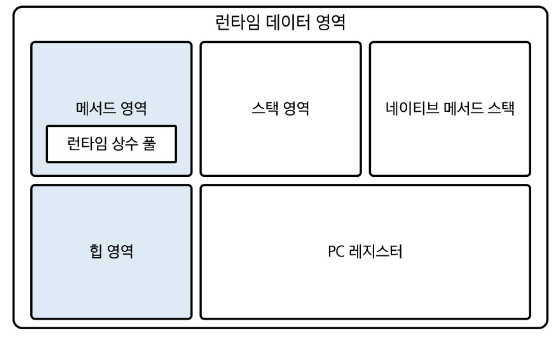 런타임 데이터 영역
메서드 영역
런타임 상수 풀
스택 영역
네이티브 메서드 스택
힙 영역
PC 레지스터